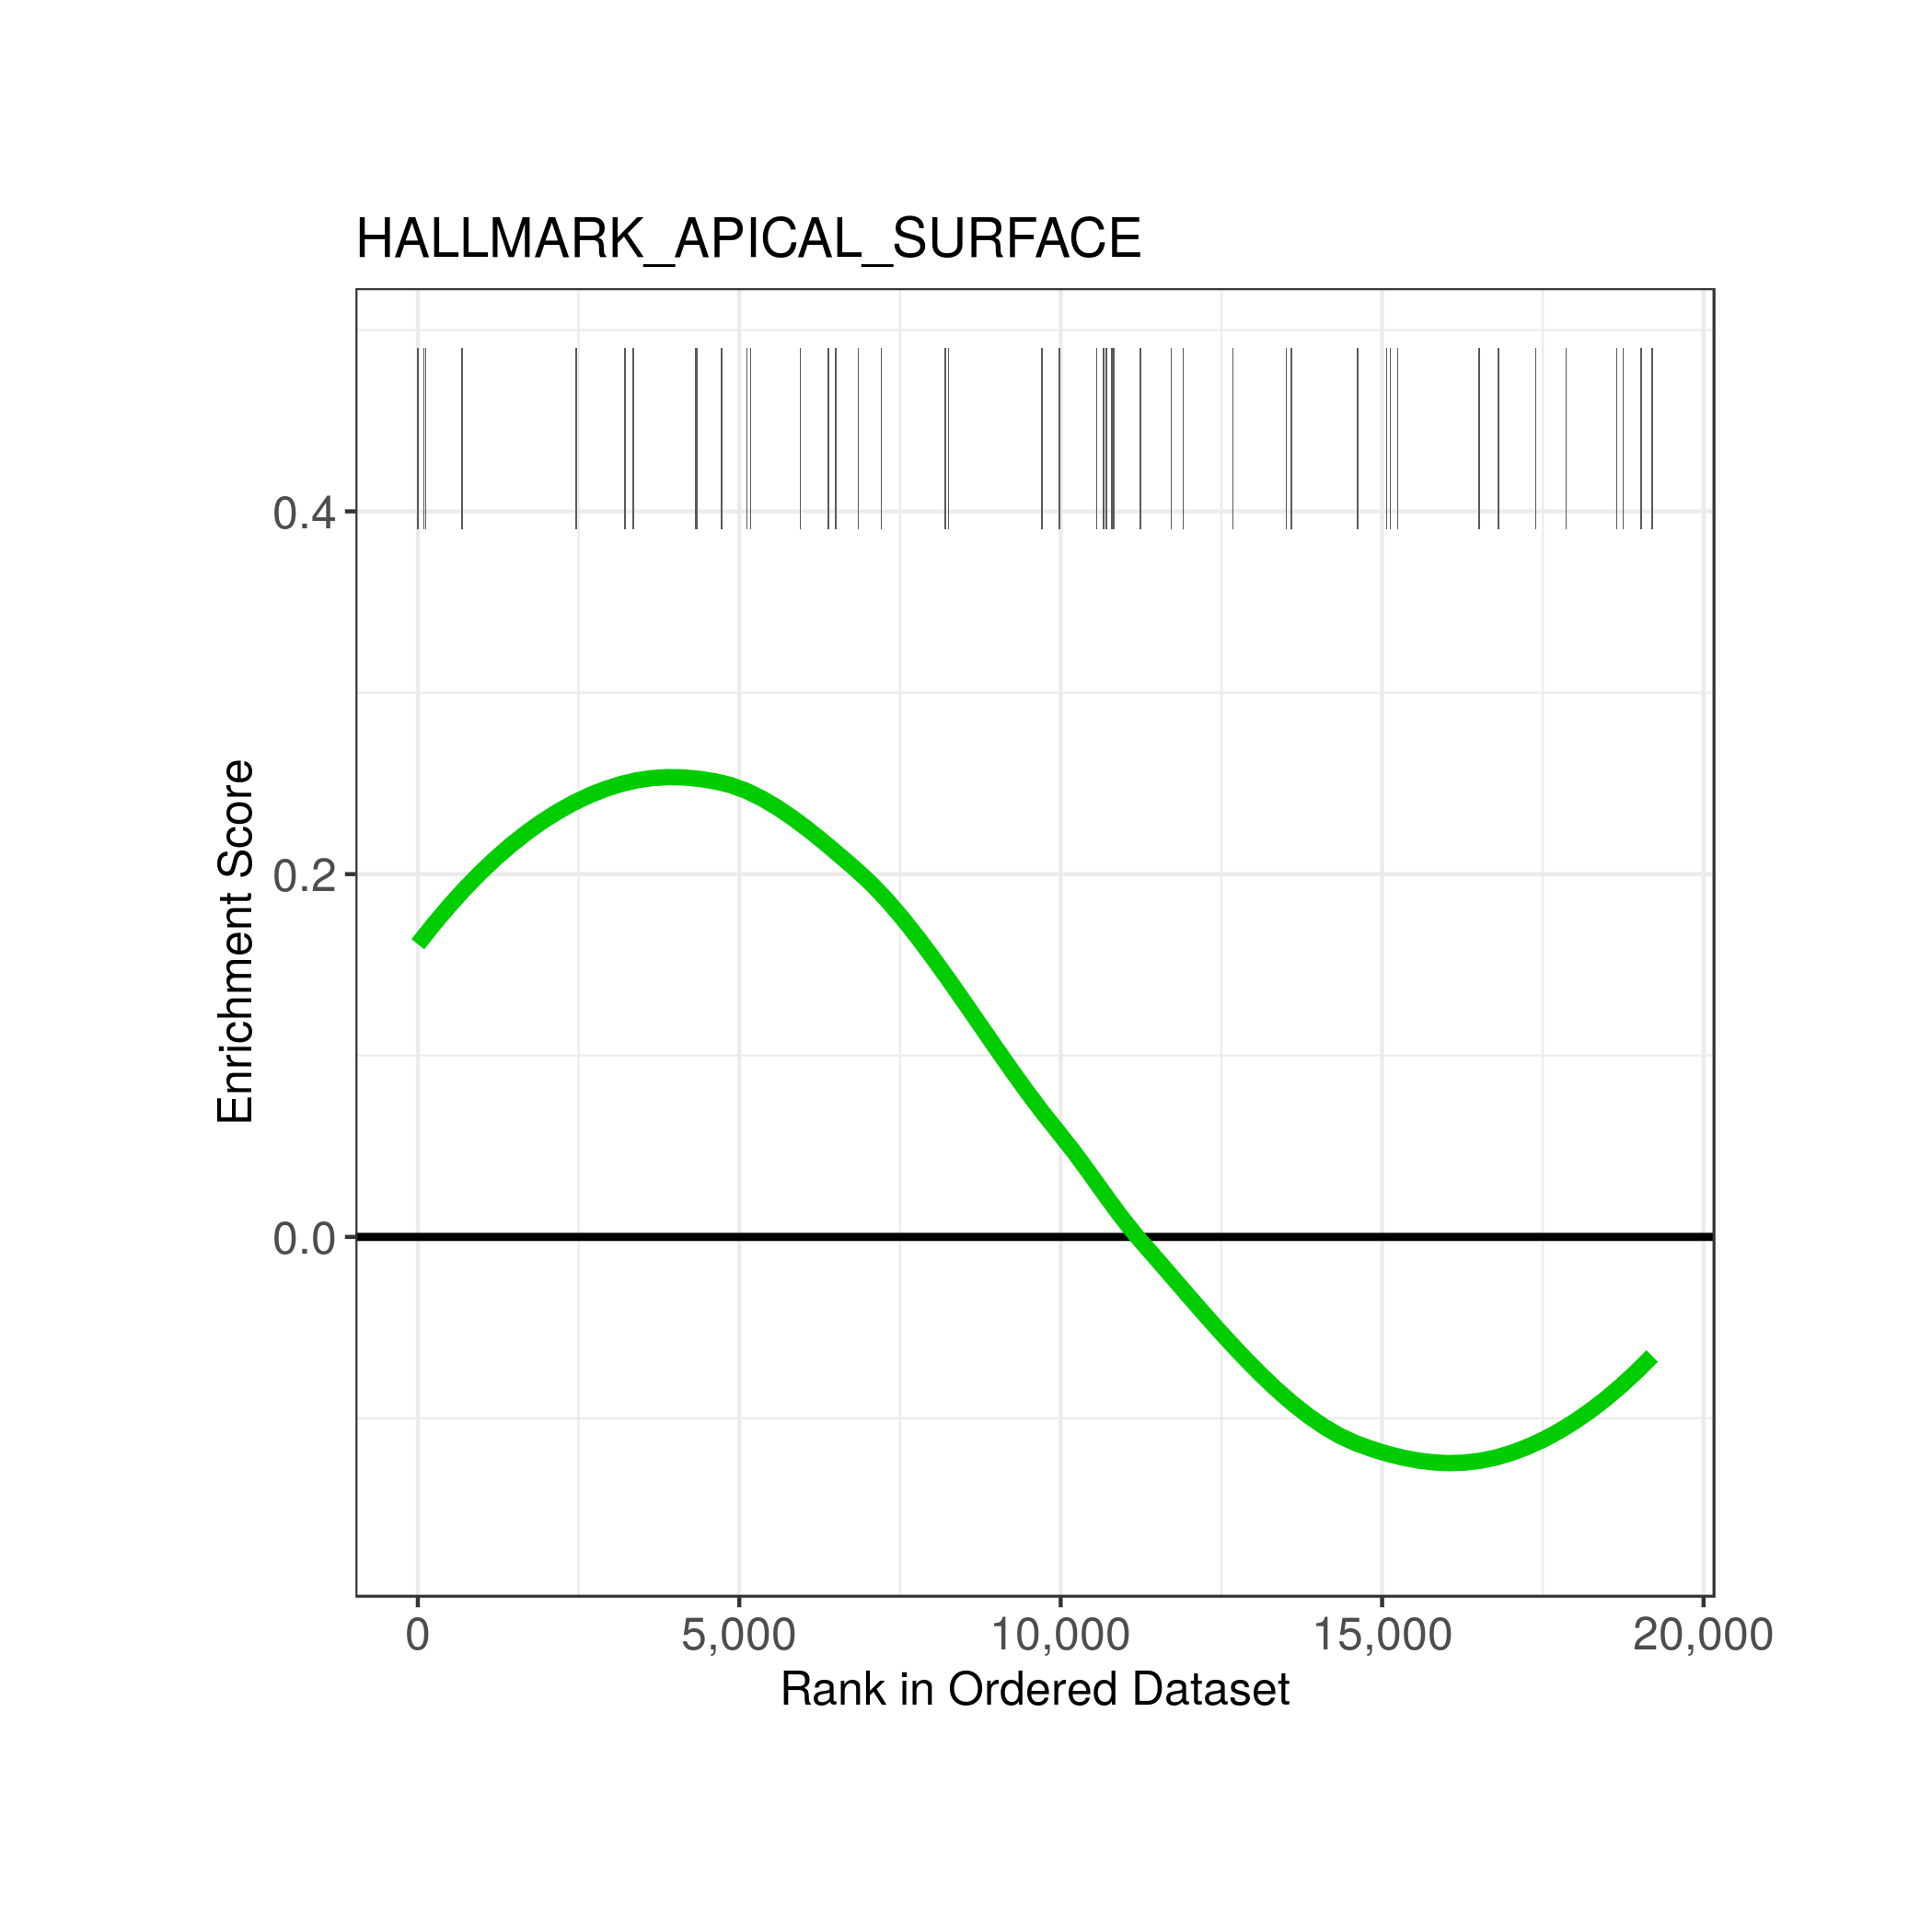 HALLMARK_APICAL_SURFACE
Enrichment Score
0.4
0.2
0.0
0 5,000 10,000 15,000 20,000
Rank in Ordered Dataset